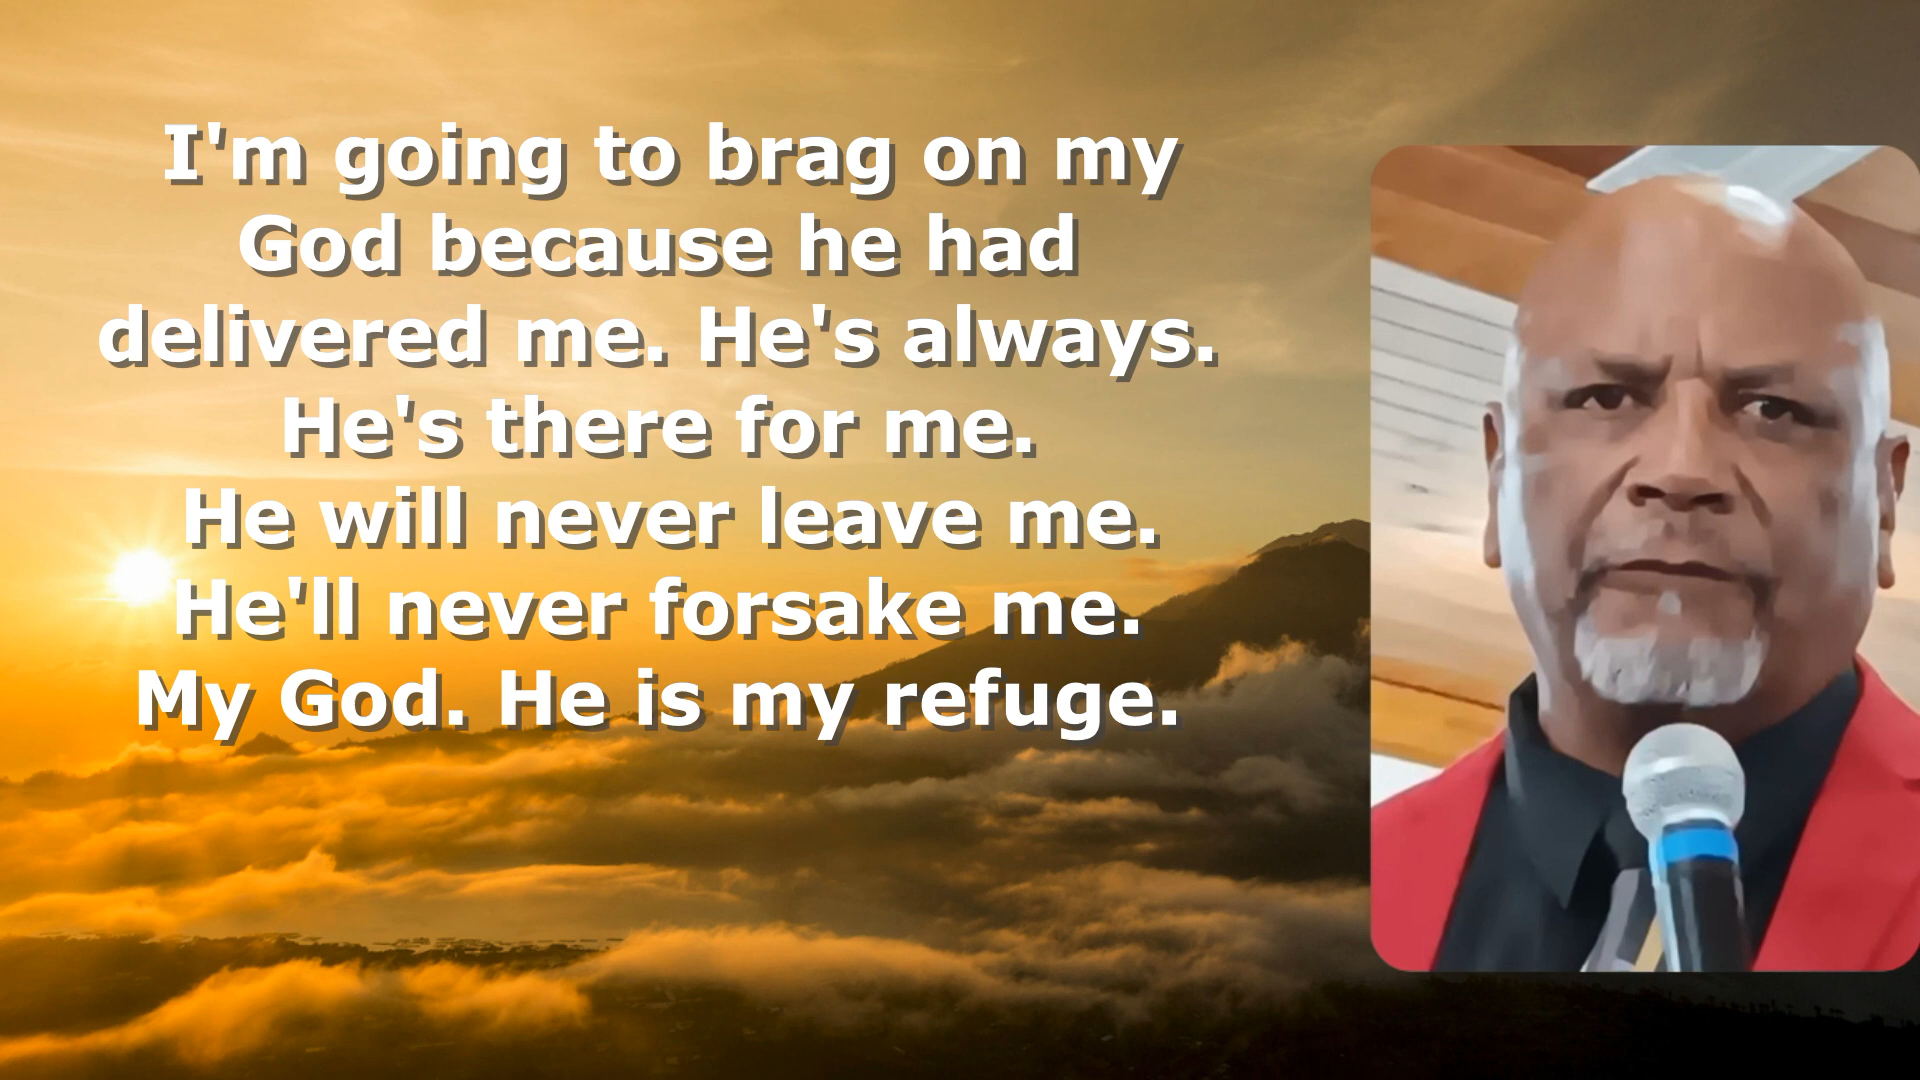 I'm going to brag on my
God because he had
delivered me. He's always.
He's there for me.
He will never leave me.
He'll never forsake me.
My God. He is my refuge.